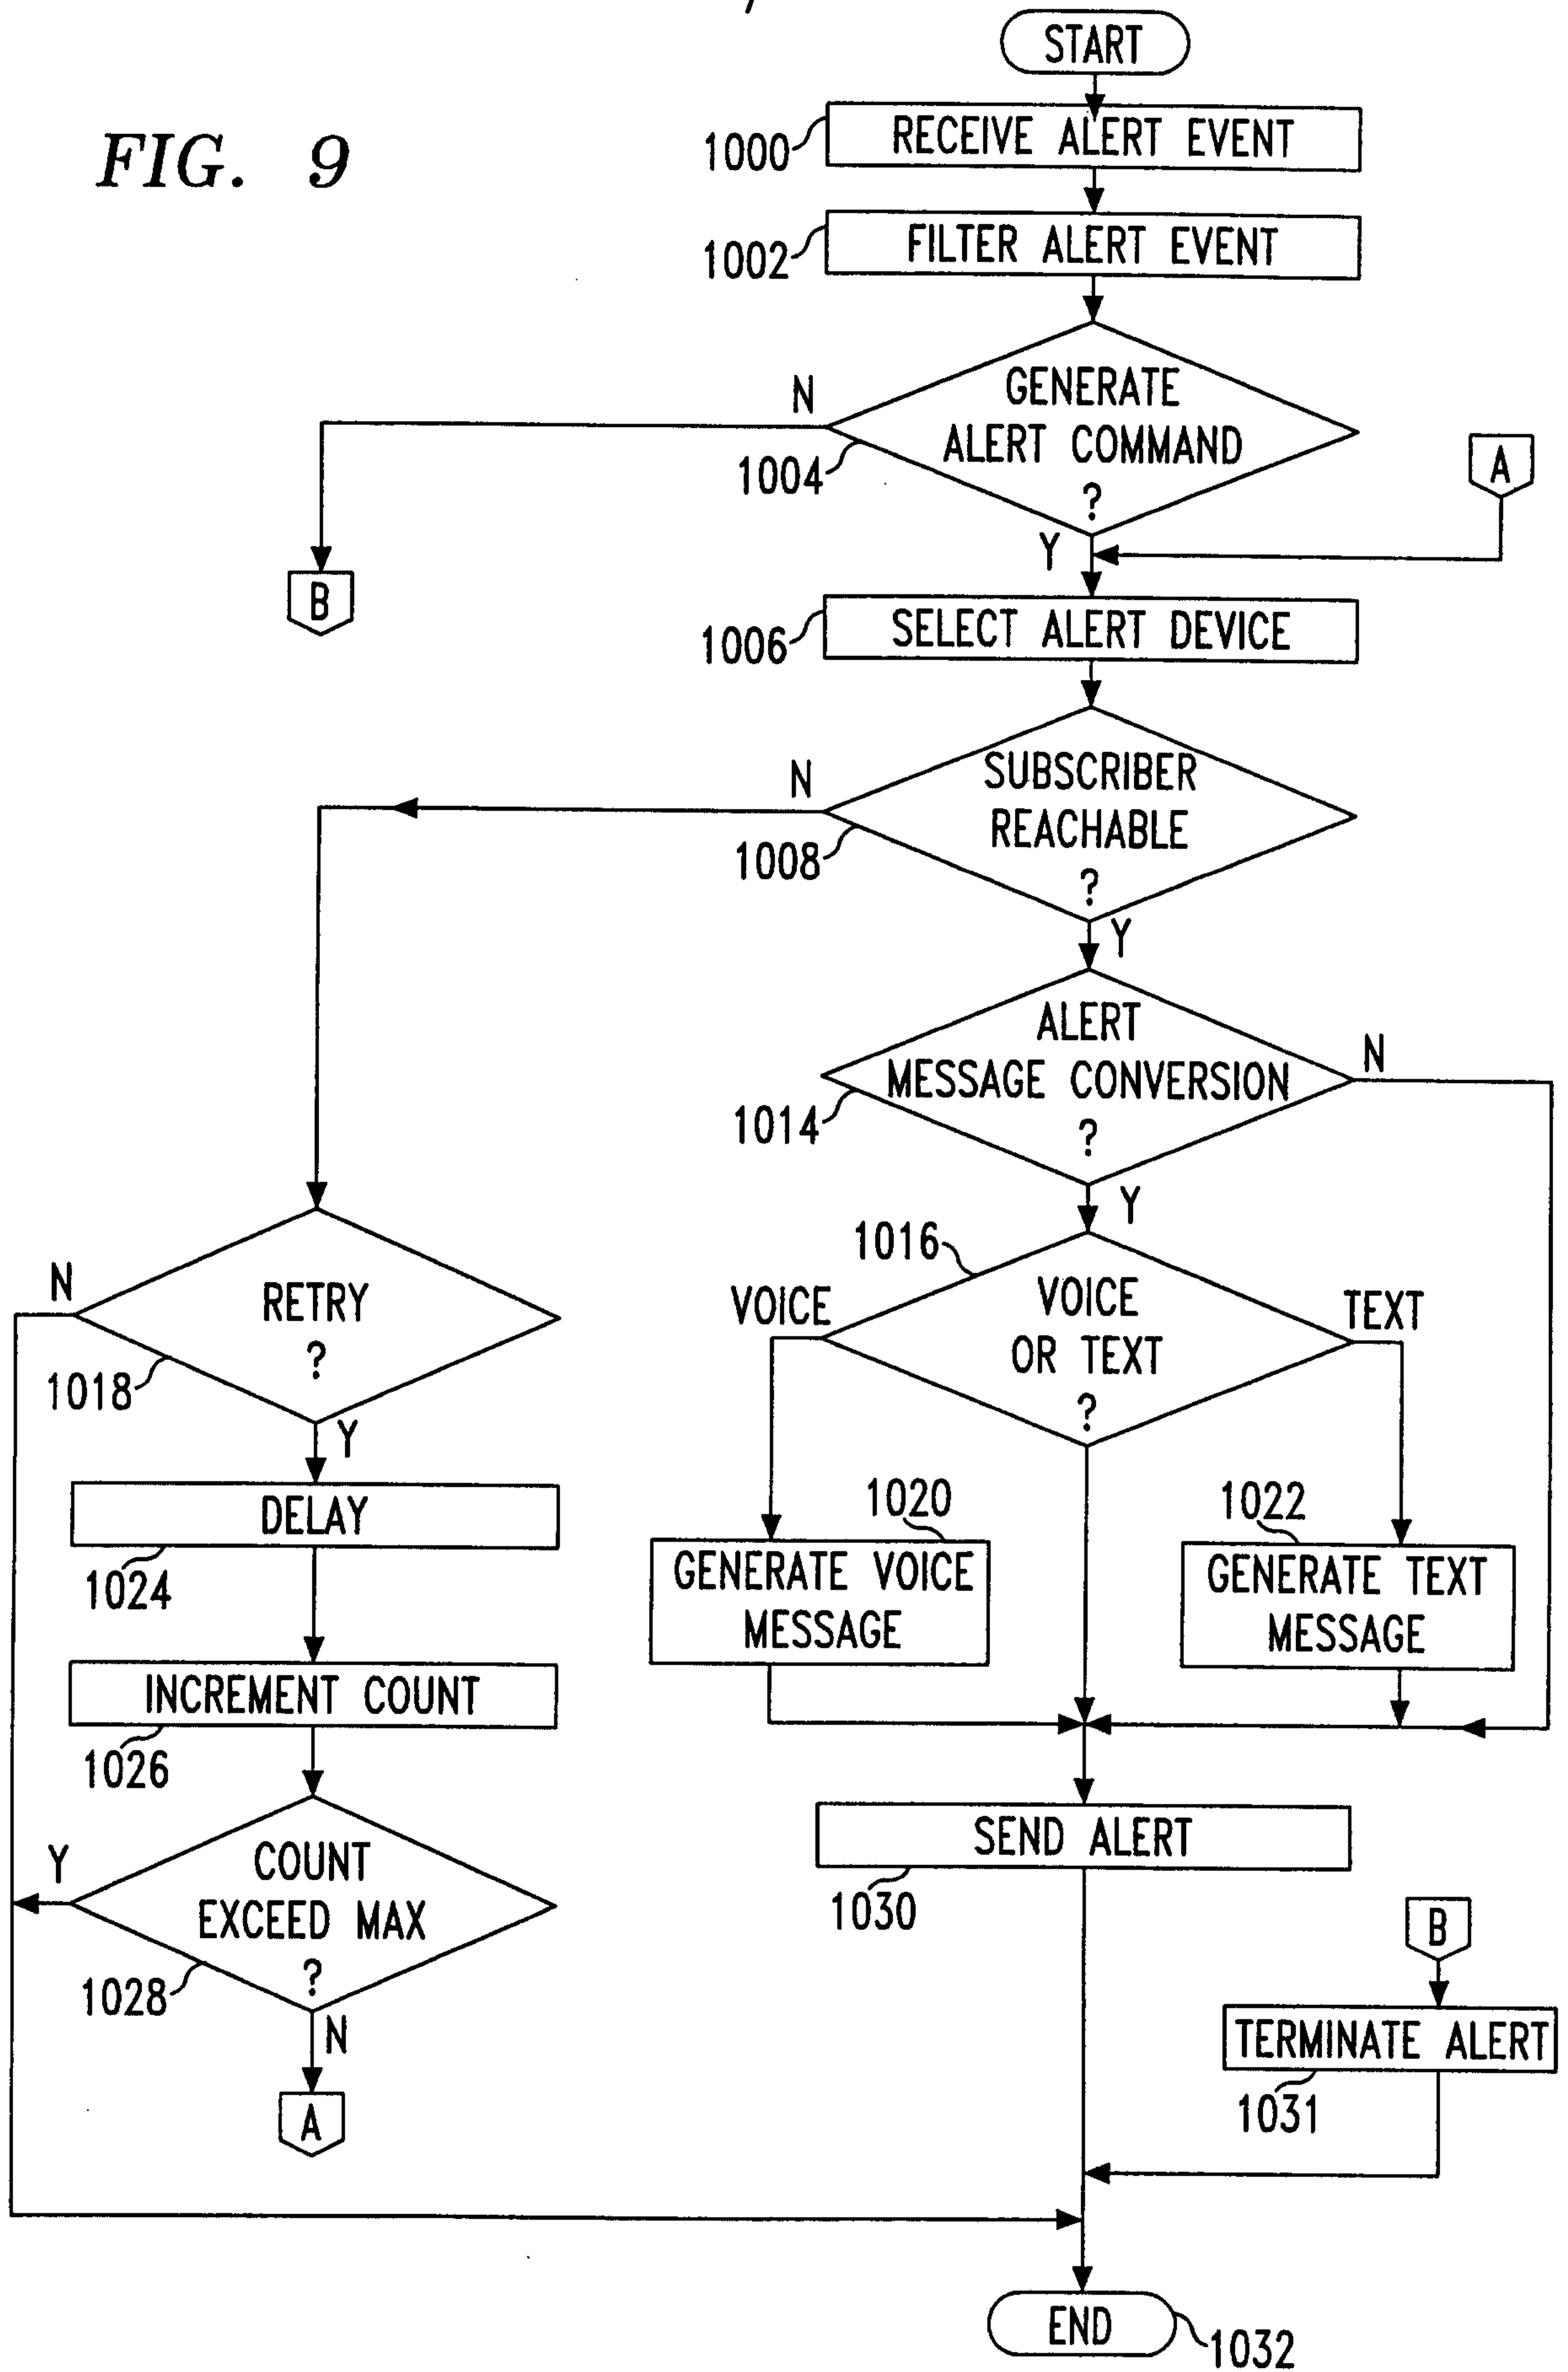 START
FIG. 9
1000
RECEIVE ALERT EVENT
1002
FILTER ALERT EVENT
N
GENERATE
ALERT COMMAND
?
1004
A
Y
B
1006
SELECT ALERT DEVICE
N
SUBSCRIBER
REACHABLE
?
1008
Y
ALERT
MESSAGE CONVERSION
?
N
1014
Y
1016
VOICE
VOICE
OR TEXT
?
TEXT
N
RETRY
?
1018
Y
DELAY
1024
1020
GENERATE VOICE
MESSAGE
1022
GENERATE TEXT
MESSAGE
INCREMENT COUNT
1026
Y
COUNT
EXCEED MAX
?
1028
N
A
SEND ALERT
1030
B
TERMINATE ALERT
1031
END
1032